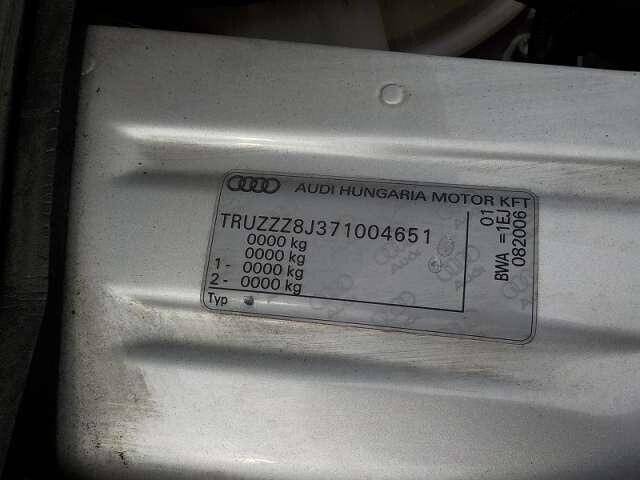 AUDI HUNGARIA MOTOR KFT
TRUZZZ8J371004651
0000 kg
0000 kg
1 - 0000 kg
2 - 0000 kg
Typ
01
BWA =1EJ
082006
Audi